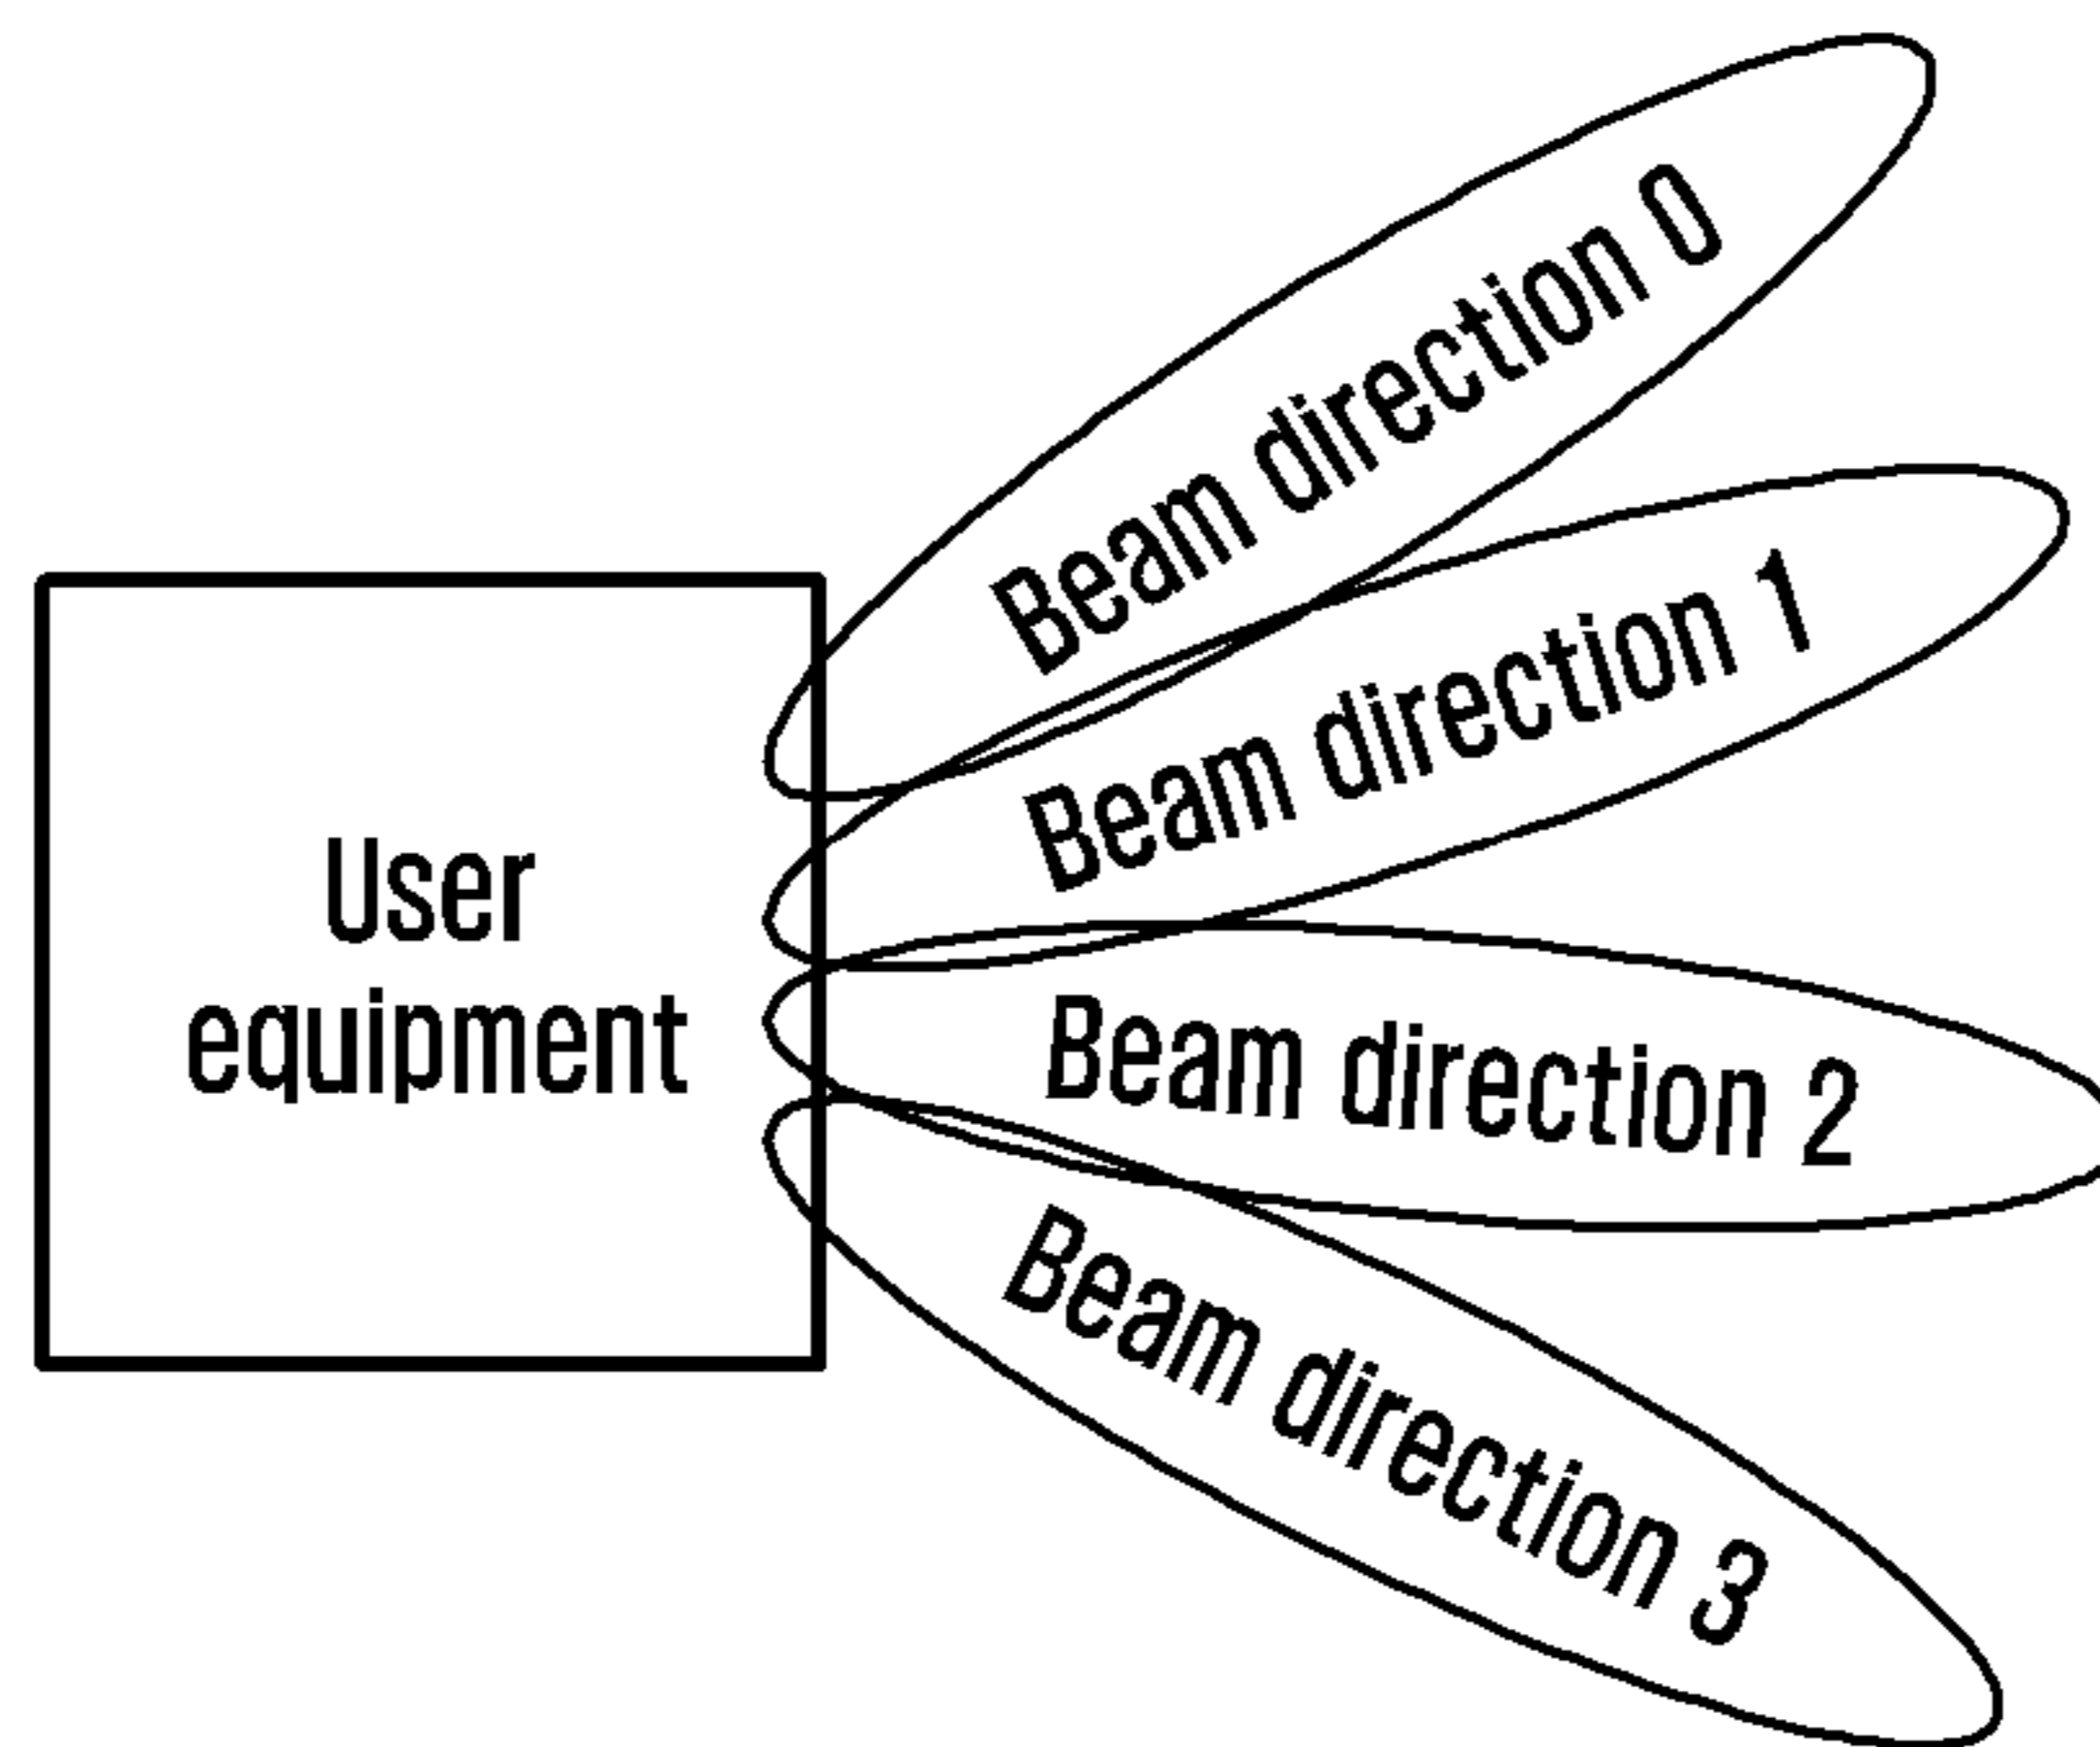 Beam direction 0
Beam direction 1
User
equipment
Beam direction 2
Beam direction 3